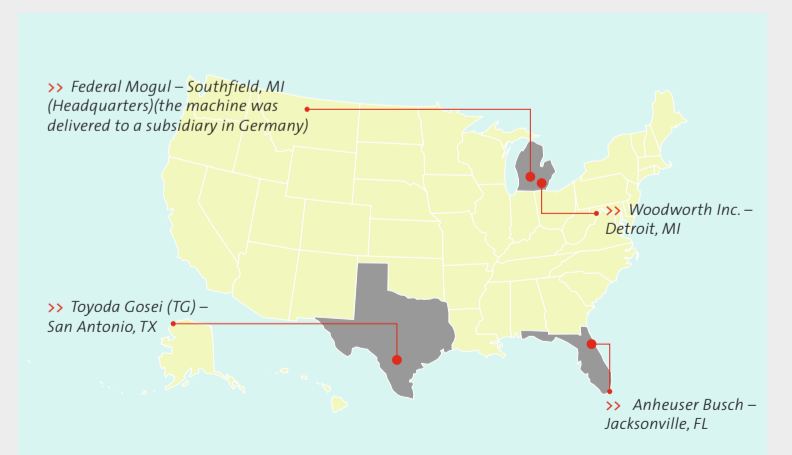 >> Federal Mogul – Southfield, MI
(Headquarters)(the machine was
delivered to a subsidiary in Germany)
>> Woodworth Inc. –
Detroit, MI
>> Toyoda Gosei (TG) –
San Antonio, TX
>> Anheuser Busch –
Jacksonville, FL